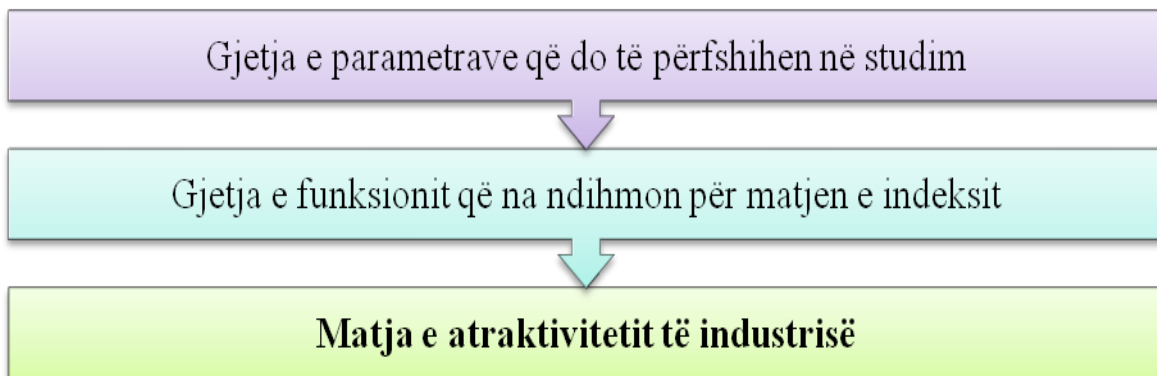 Gjetja e parametrave që do të përfshihen në studim
Gjetja e funksionit që na ndihmon për matjen e indeksit
Matja e atraktivitetit të industrisë